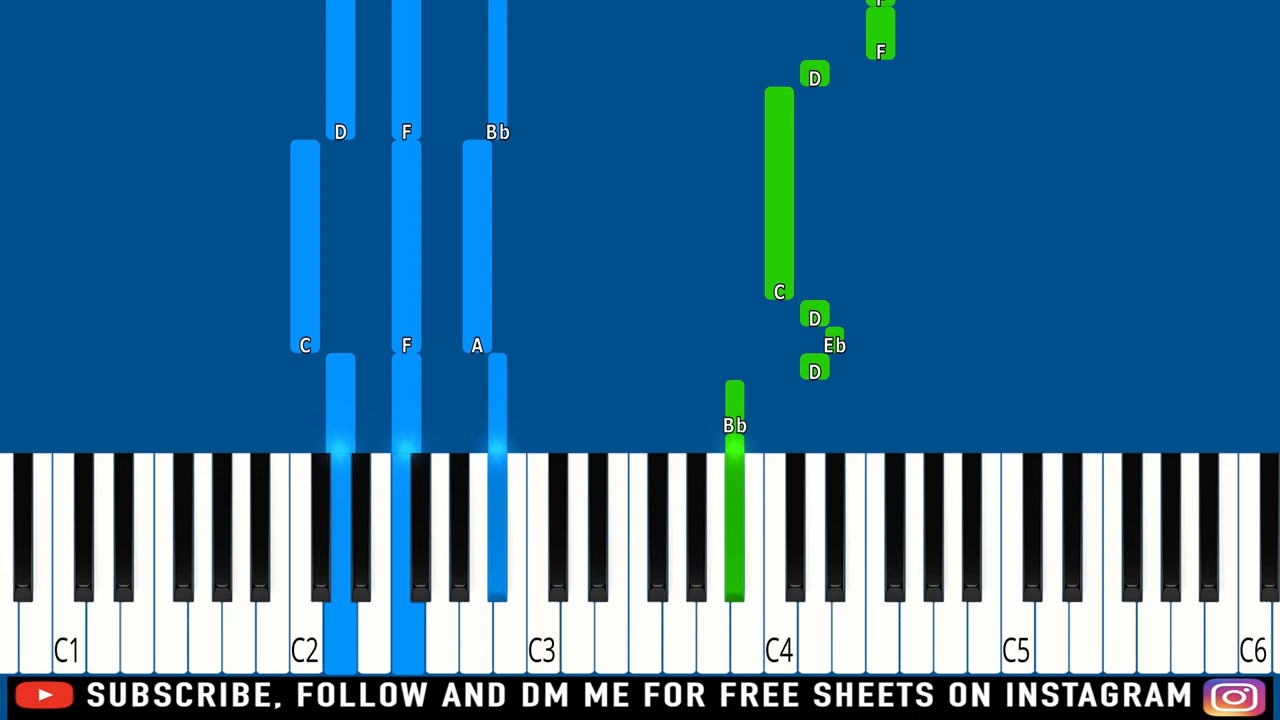 F
F
D
D F Bb
C
D
C F A
Eb
D
Bb
C1 C2 C3 C4 C5 C6
SUBSCRIBE, FOLLOW AND DM ME FOR FREE SHEETS ON INSTAGRAM